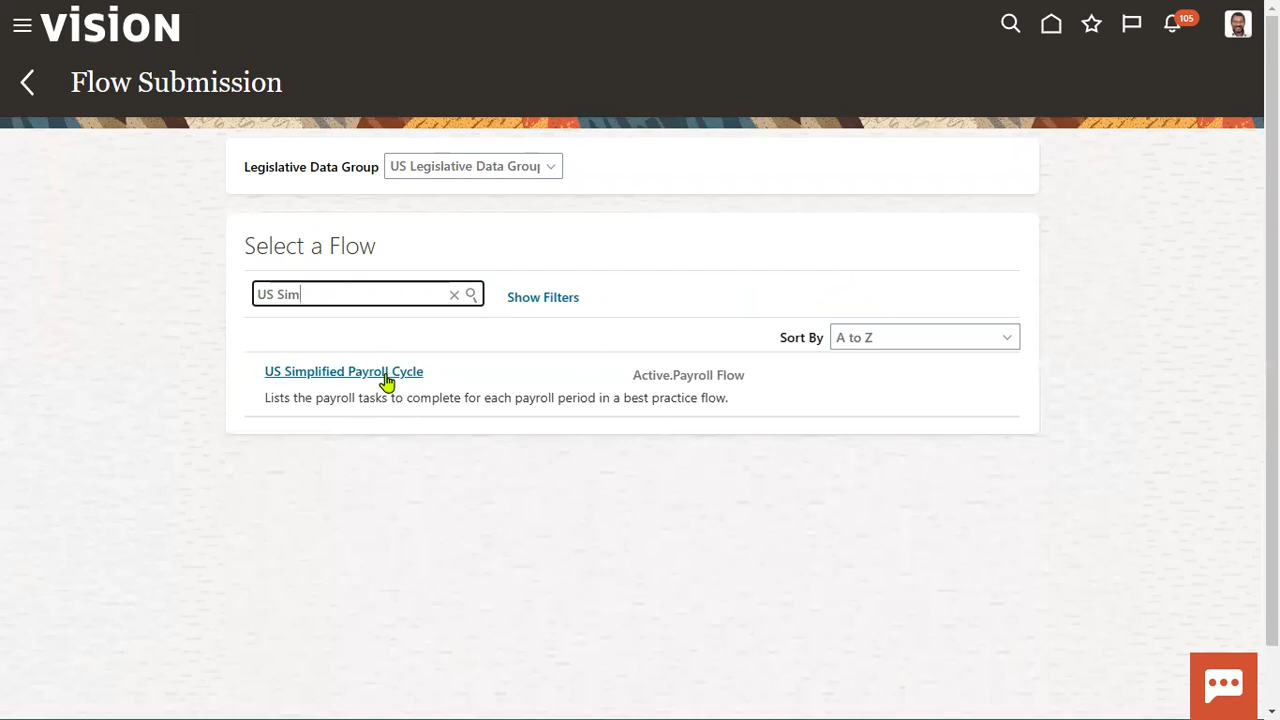 VISION
105
Flow Submission
Legislative Data Group
US Legislative Data Group
Select a Flow
US Sim
Show Filters
Sort By
A to Z
US Simplified Payroll Cycle
Active.Payroll Flow
Lists the payroll tasks to complete for each payroll period in a best practice flow.